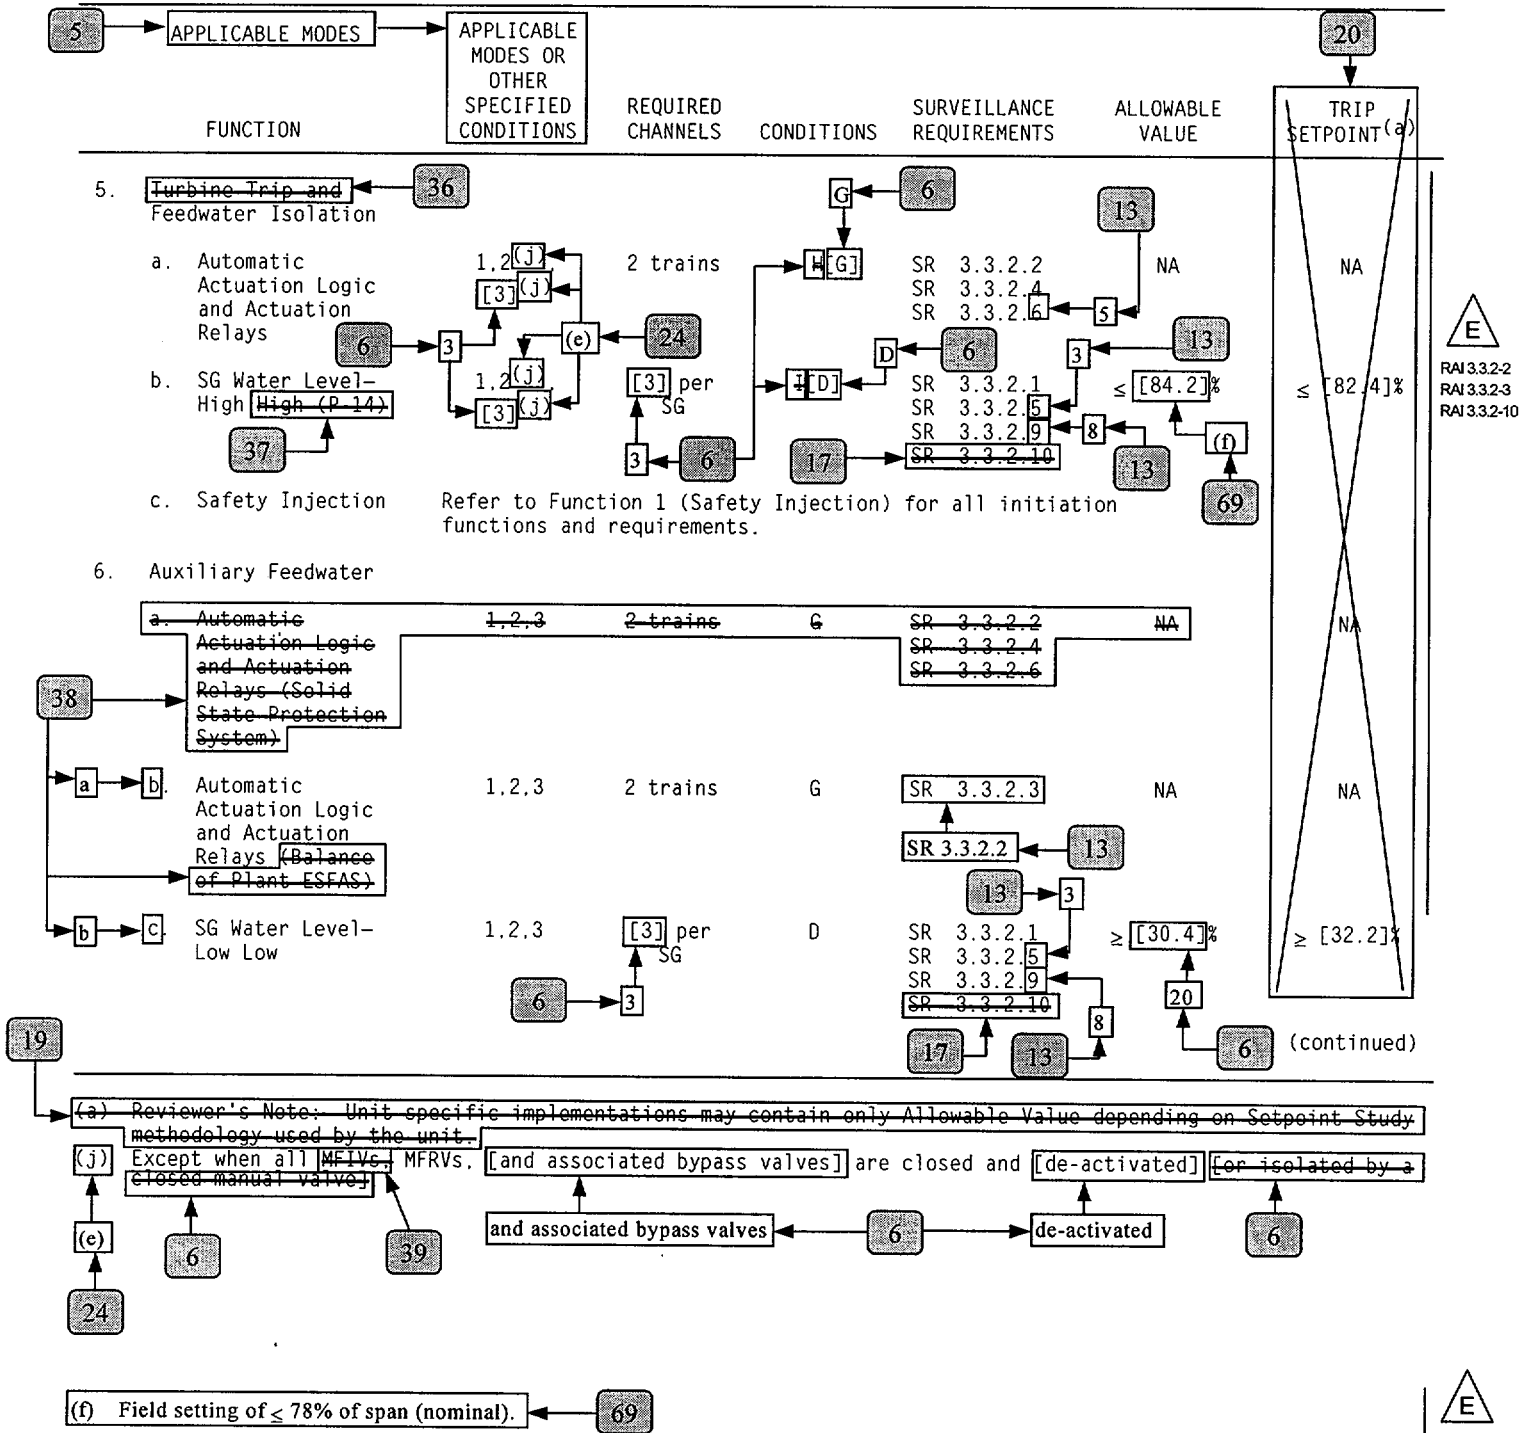 5
APPLICABLE MODES
APPLICABLE
MODES OR
OTHER
SPECIFIED
CONDITIONS
20
FUNCTION
REQUIRED
CHANNELS
CONDITIONS
SURVEILLANCE
REQUIREMENTS
ALLOWABLE
VALUE
TRIP
SETPOINT(a)
5. Turbine Trip and
Feedwater Isolation
36
G
6
13
a. Automatic
Actuation Logic
and Actuation
Relays
1,2(j),
[3](j)
2 trains
H[G]
SR 3.3.2.2
SR 3.3.2.4
SR 3.3.2.6
5
NA
NA
6
3
(e)
24
D
6
3
13
E
RAI 3.3.2-2
RAI 3.3.2-3
RAI 3.3.2-10
b. SG Water Level—
High High (P-14)
1,2(j),
[3](j)
[3] per
SG
I[D]
SR 3.3.2.1
SR 3.3.2.5
SR 3.3.2.9
SR 3.3.2.10
≤ [84.2]%
≤ [82.4]%
37
3
6
17
8
13
(f)
69
c. Safety Injection
Refer to Function 1 (Safety Injection) for all initiation
functions and requirements.
6. Auxiliary Feedwater
a. Automatic
Actuation Logic
and Actuation
Relays (Solid
State Protection
System)
1,2,3
2 trains
G
SR 3.3.2.2
SR 3.3.2.4
SR 3.3.2.6
NA
NA
38
a
b. Automatic
Actuation Logic
and Actuation
Relays (Balance
of Plant ESFAS)
1,2,3
2 trains
G
SR 3.3.2.3
NA
NA
SR 3.3.2.2
13
13
3
b
c. SG Water Level—
Low Low
1,2,3
[3] per
SG
D
SR 3.3.2.1
SR 3.3.2.5
SR 3.3.2.9
SR 3.3.2.10
≥ [30.4]%
≥ [32.2]%
6
3
20
8
17
13
6
(continued)
19
(a) Reviewer's Note: Unit specific implementations may contain only Allowable Value depending on Setpoint Study
methodology used by the unit.
(j) Except when all MFIVs, MFRVs, [and associated bypass valves] are closed and [de-activated] [or isolated by a
closed manual valve]
(e)
6
39
and associated bypass valves
6
de-activated
6
24
(f) Field setting of ≤ 78% of span (nominal).
69
E